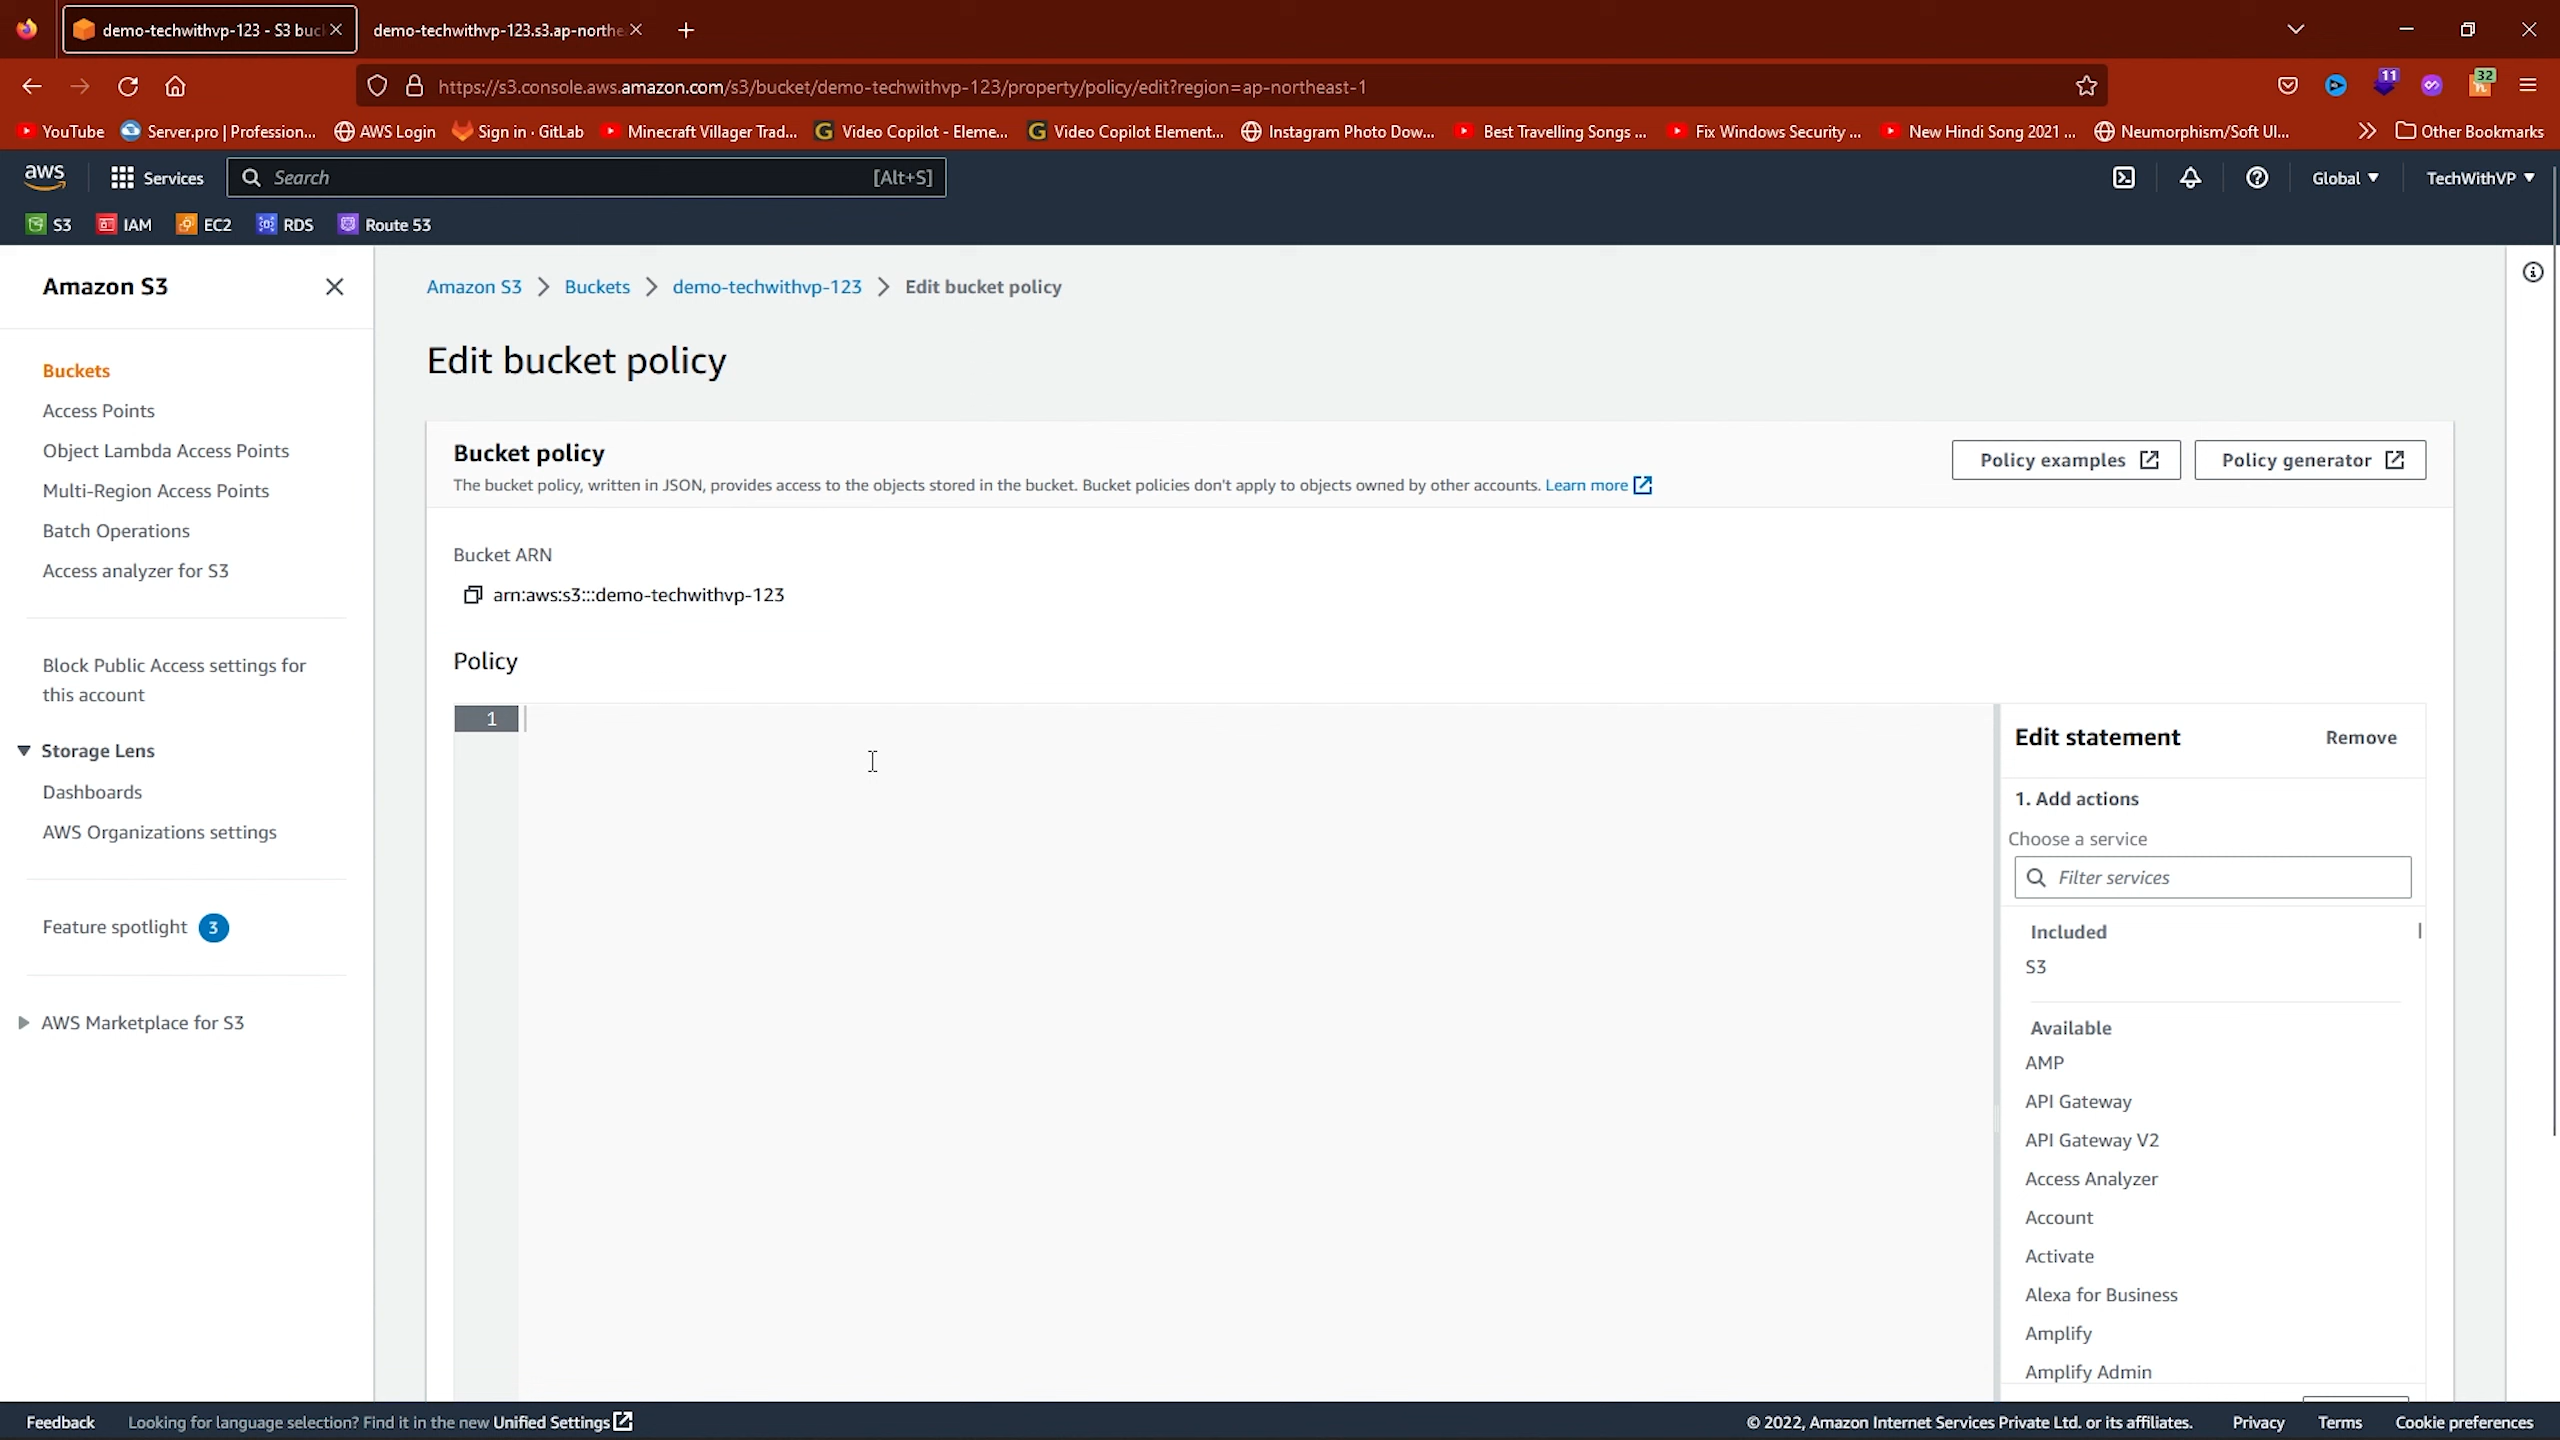 demo-techwithvp-123 - S3 buc
demo-techwithvp-123.s3.ap-northe
https://s3.console.aws.amazon.com/s3/bucket/demo-techwithvp-123/property/policy/edit?region=ap-northeast-1
11
32
YouTube
Server.pro | Profession...
AWS Login
Sign in · GitLab
Minecraft Villager Trad...
Video Copilot - Eleme...
Video Copilot Element...
Instagram Photo Dow...
Best Travelling Songs ...
Fix Windows Security ...
New Hindi Song 2021 ...
Neumorphism/Soft UI...
Other Bookmarks
aws
Services
Search
[Alt+S]
Global
TechWithVP
S3
IAM
EC2
RDS
Route 53
Amazon S3
Buckets
Access Points
Object Lambda Access Points
Multi-Region Access Points
Batch Operations
Access analyzer for S3
Block Public Access settings for
this account
Storage Lens
Dashboards
AWS Organizations settings
Feature spotlight 3
AWS Marketplace for S3
Amazon S3 > Buckets > demo-techwithvp-123 > Edit bucket policy
Edit bucket policy
Bucket policy
The bucket policy, written in JSON, provides access to the objects stored in the bucket. Bucket policies don't apply to objects owned by other accounts. Learn more
Policy examples
Policy generator
Bucket ARN
arn:aws:s3:::demo-techwithvp-123
Policy
1
Edit statement
Remove
1. Add actions
Choose a service
Filter services
Included
S3
Available
AMP
API Gateway
API Gateway V2
Access Analyzer
Account
Activate
Alexa for Business
Amplify
Amplify Admin
Feedback
Looking for language selection? Find it in the new Unified Settings
© 2022, Amazon Internet Services Private Ltd. or its affiliates.
Privacy
Terms
Cookie preferences